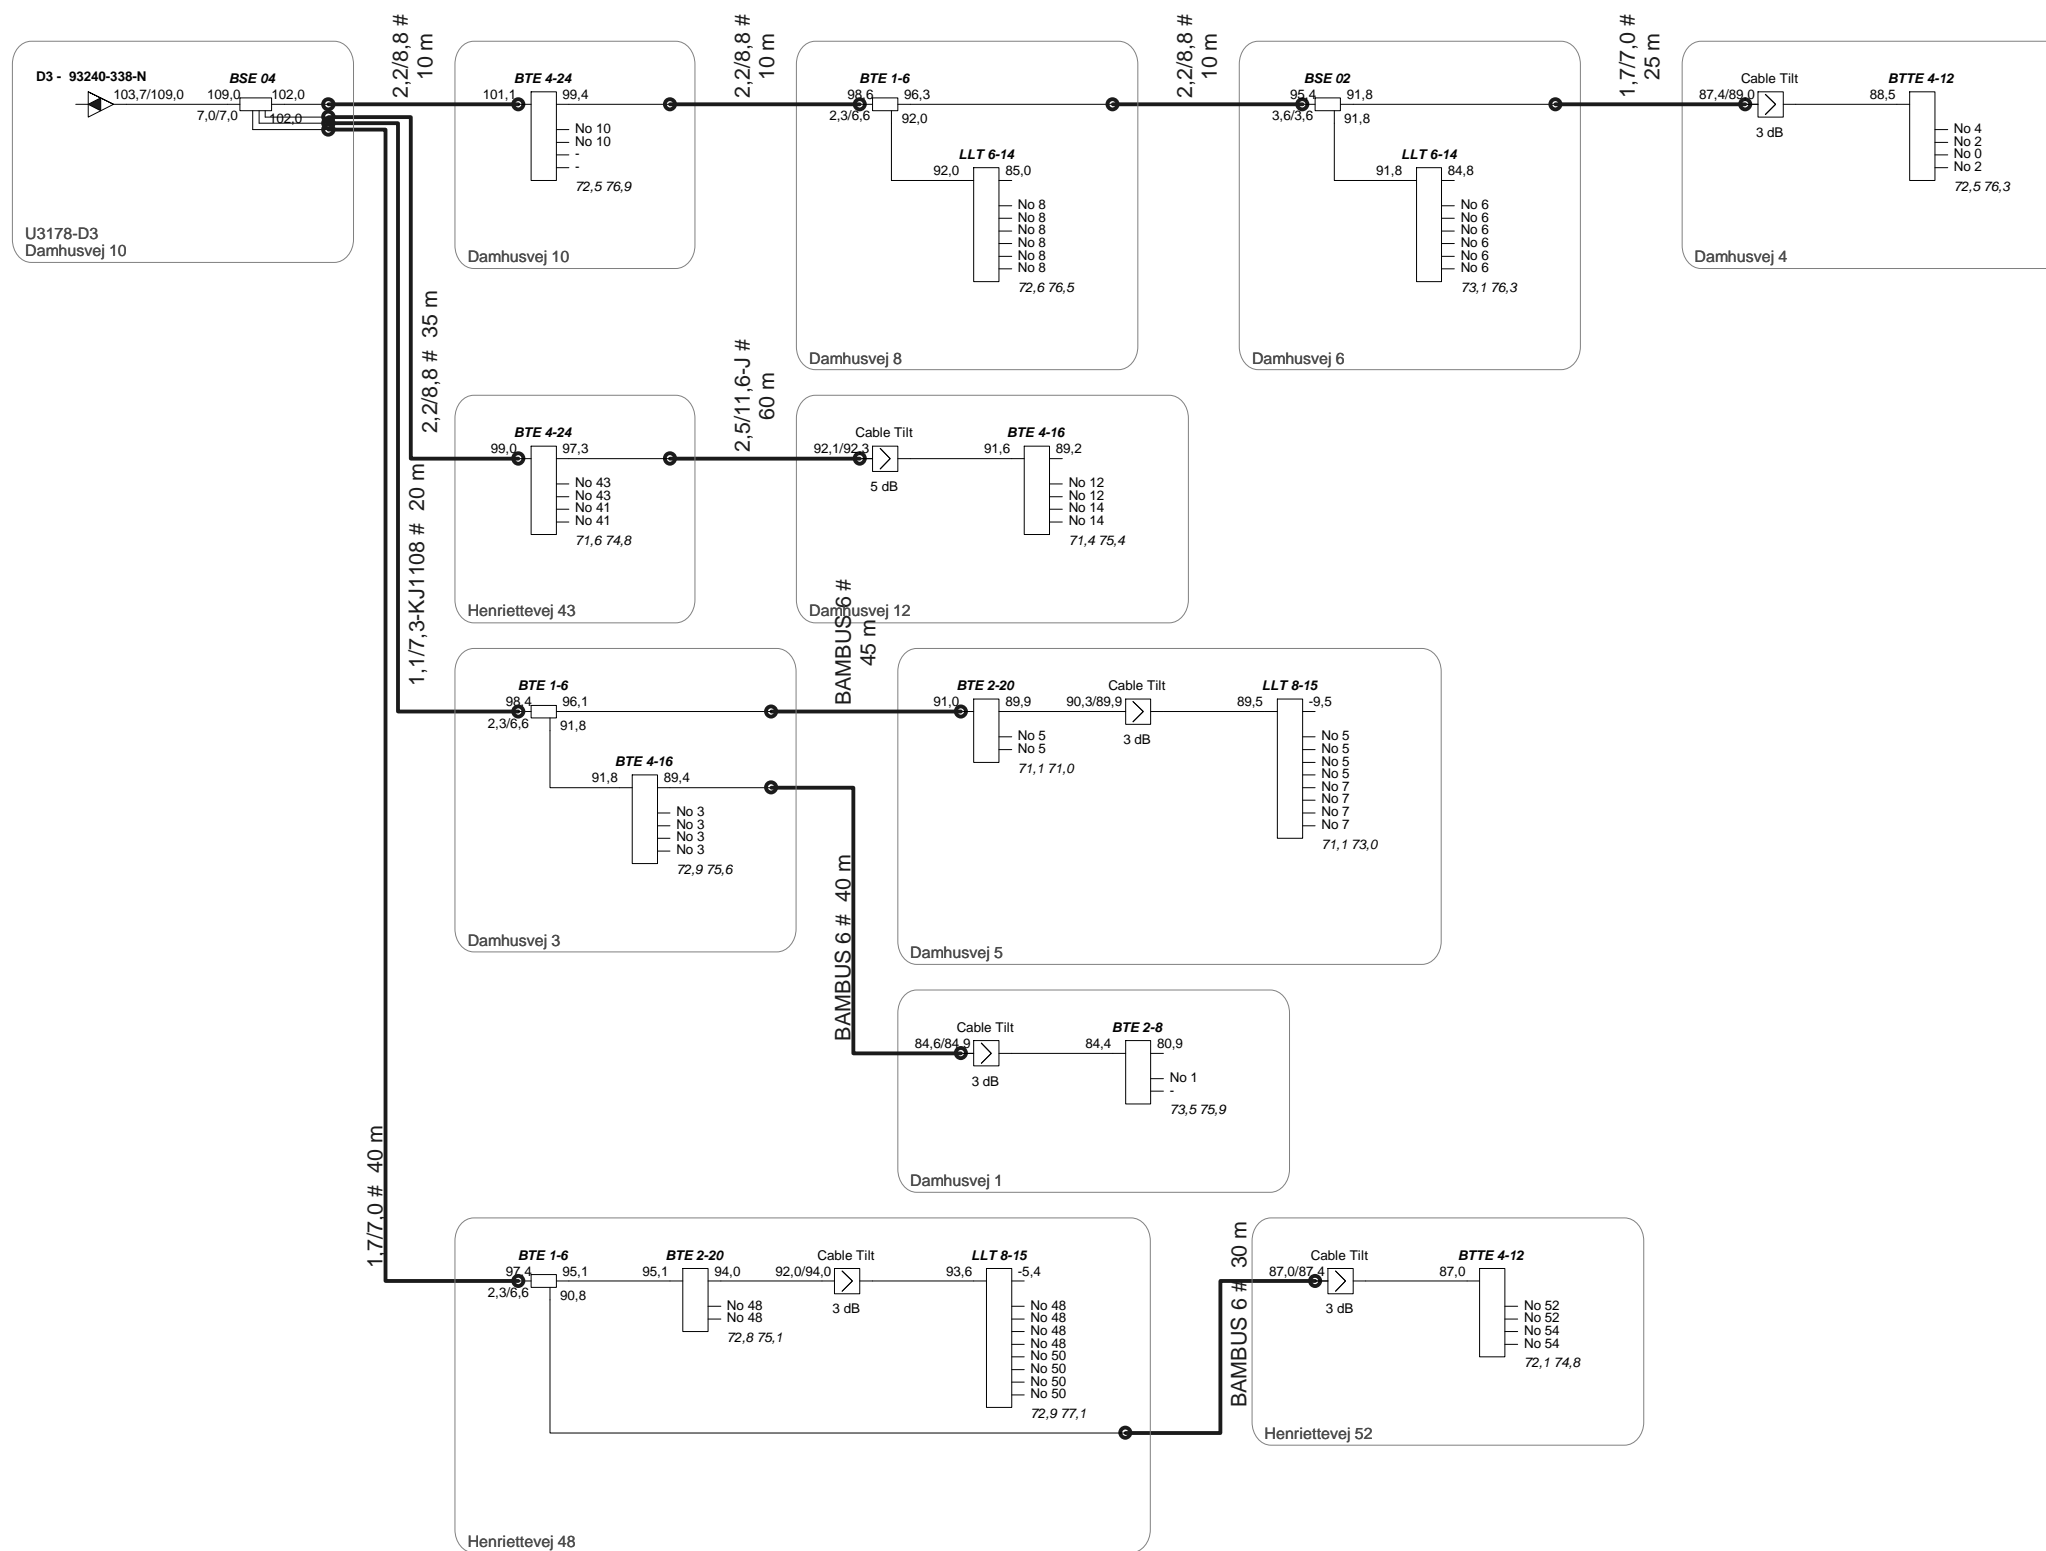 D3 -  93240-338-N
103,7/109,0
BSE 04
109,0
102,0
7,0/7,0
102,0
U3178-D3
Damhusvej 10
2,2/8,8 #
10 m
BTE 4-24
101,1
99,4
No 10
No 10
-
-
72,5 76,9
Damhusvej 10
2,2/8,8 #
10 m
BTE 1-6
98,6
96,3
2,3/6,6
92,0
LLT 6-14
92,0
85,0
No 8
No 8
No 8
No 8
No 8
No 8
72,6 76,5
Damhusvej 8
2,2/8,8 #
10 m
BSE 02
95,4
91,8
3,6/3,6
91,8
LLT 6-14
91,8
84,8
No 6
No 6
No 6
No 6
No 6
No 6
73,1 76,3
Damhusvej 6
1,7/7,0 #
25 m
Cable Tilt
87,4/89,0
3 dB
BTTE 4-12
88,5
No 4
No 2
No 0
No 2
72,5 76,3
Damhusvej 4
2,2/8,8 #  35 m
BTE 4-24
99,0
97,3
No 43
No 43
No 41
No 41
71,6 74,8
Henriettevej 43
2,5/11,6-J #
60 m
Cable Tilt
92,1/92,3
5 dB
BTE 4-16
91,6
89,2
No 12
No 12
No 14
No 14
71,4 75,4
Damhusvej 12
1,1/7,3-KJ1108 #  20 m
BTE 1-6
98,4
96,1
2,3/6,6
91,8
BTE 4-16
91,8
89,4
No 3
No 3
No 3
No 3
72,9 75,6
Damhusvej 3
BAMBUS 6 #
45 m
BTE 2-20
91,0
89,9
No 5
No 5
71,1 71,0
Cable Tilt
90,3/89,9
3 dB
LLT 8-15
89,5
-9,5
No 5
No 5
No 5
No 5
No 7
No 7
No 7
No 7
71,1 73,0
Damhusvej 5
BAMBUS 6 #  40 m
Cable Tilt
84,6/84,9
3 dB
BTE 2-8
84,4
80,9
No 1
-
73,5 75,9
Damhusvej 1
1,7/7,0 #  40 m
BTE 1-6
97,4
95,1
2,3/6,6
90,8
BTE 2-20
95,1
94,0
No 48
No 48
72,8 75,1
Cable Tilt
92,0/94,0
3 dB
LLT 8-15
93,6
-5,4
No 48
No 48
No 48
No 48
No 50
No 50
No 50
No 50
72,9 77,1
Henriettevej 48
BAMBUS 6 #  30 m
Cable Tilt
87,0/87,4
3 dB
BTTE 4-12
87,0
No 52
No 52
No 54
No 54
72,1 74,8
Henriettevej 52